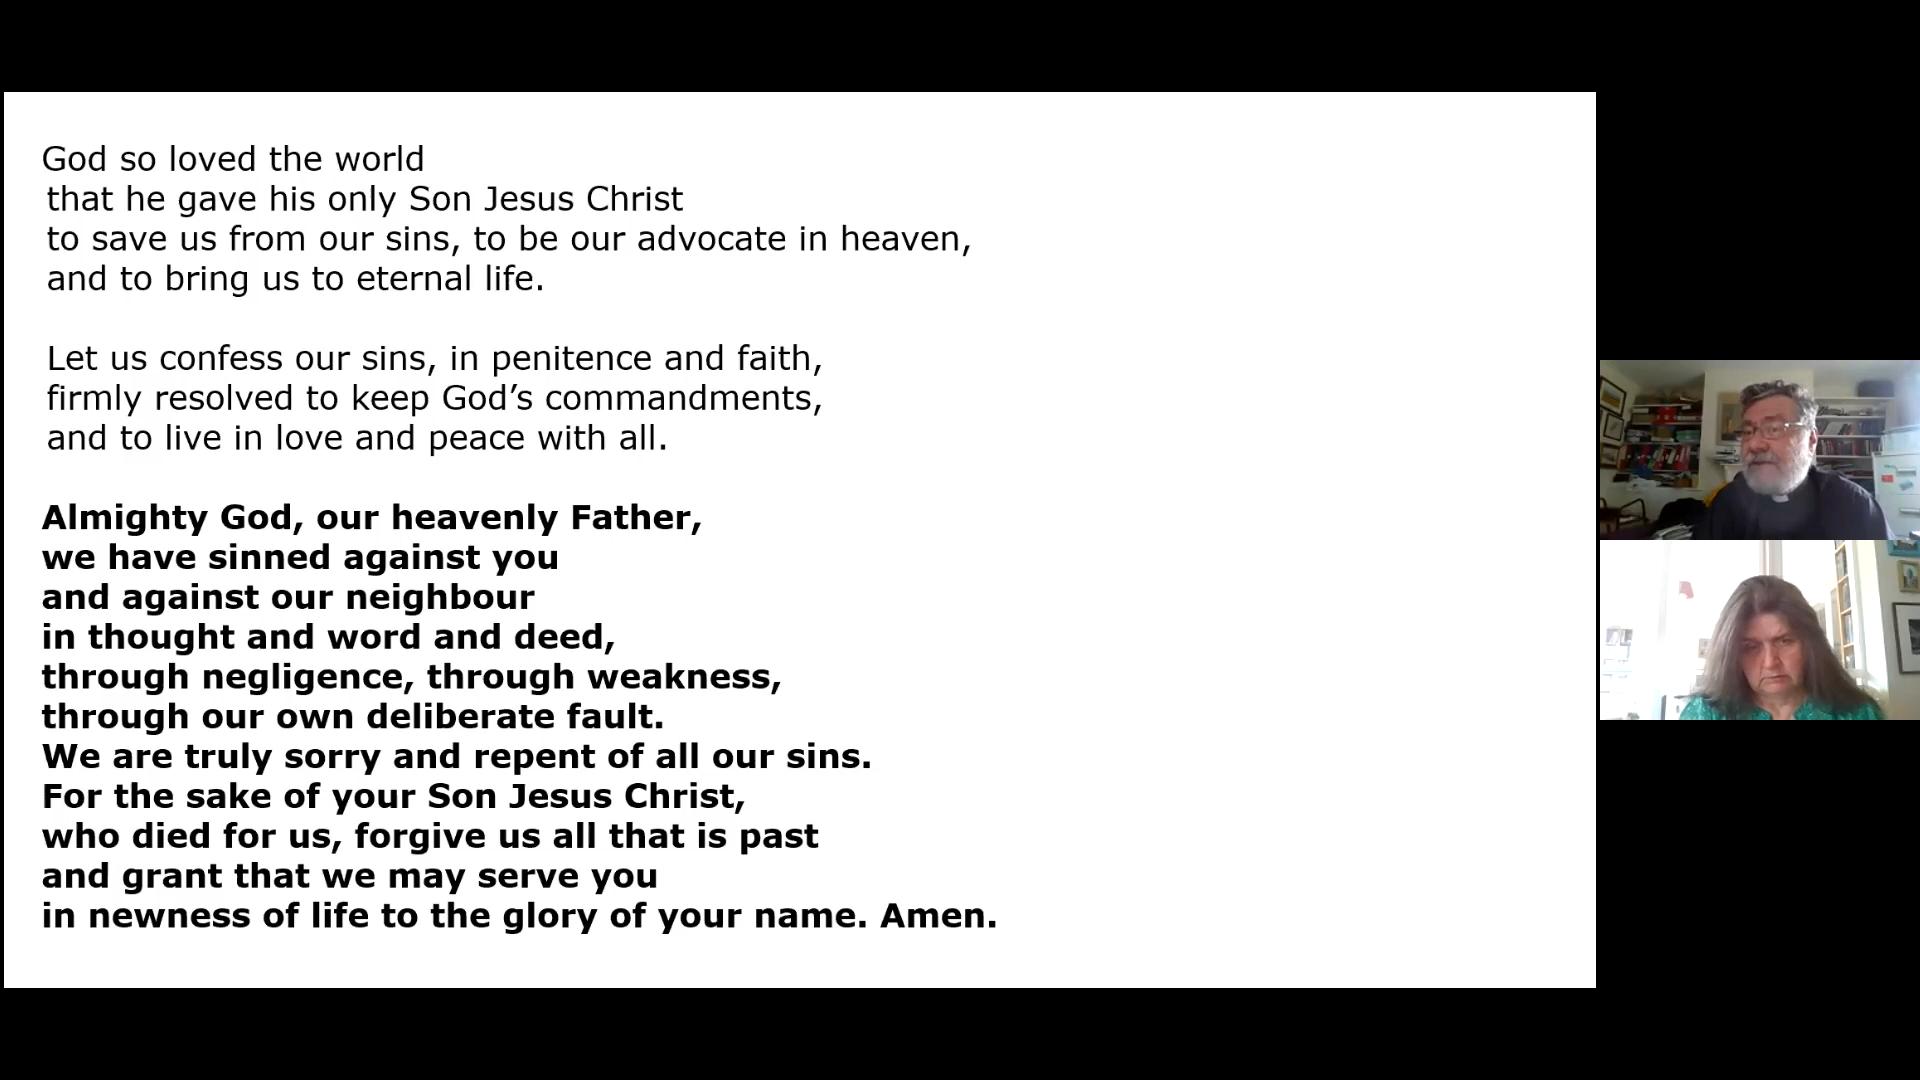 God so loved the world
that he gave his only Son Jesus Christ
to save us from our sins, to be our advocate in heaven,
and to bring us to eternal life.
Let us confess our sins, in penitence and faith,
firmly resolved to keep God’s commandments,
and to live in love and peace with all.
Almighty God, our heavenly Father,
we have sinned against you
and against our neighbour
in thought and word and deed,
through negligence, through weakness,
through our own deliberate fault.
We are truly sorry and repent of all our sins.
For the sake of your Son Jesus Christ,
who died for us, forgive us all that is past
and grant that we may serve you
in newness of life to the glory of your name. Amen.